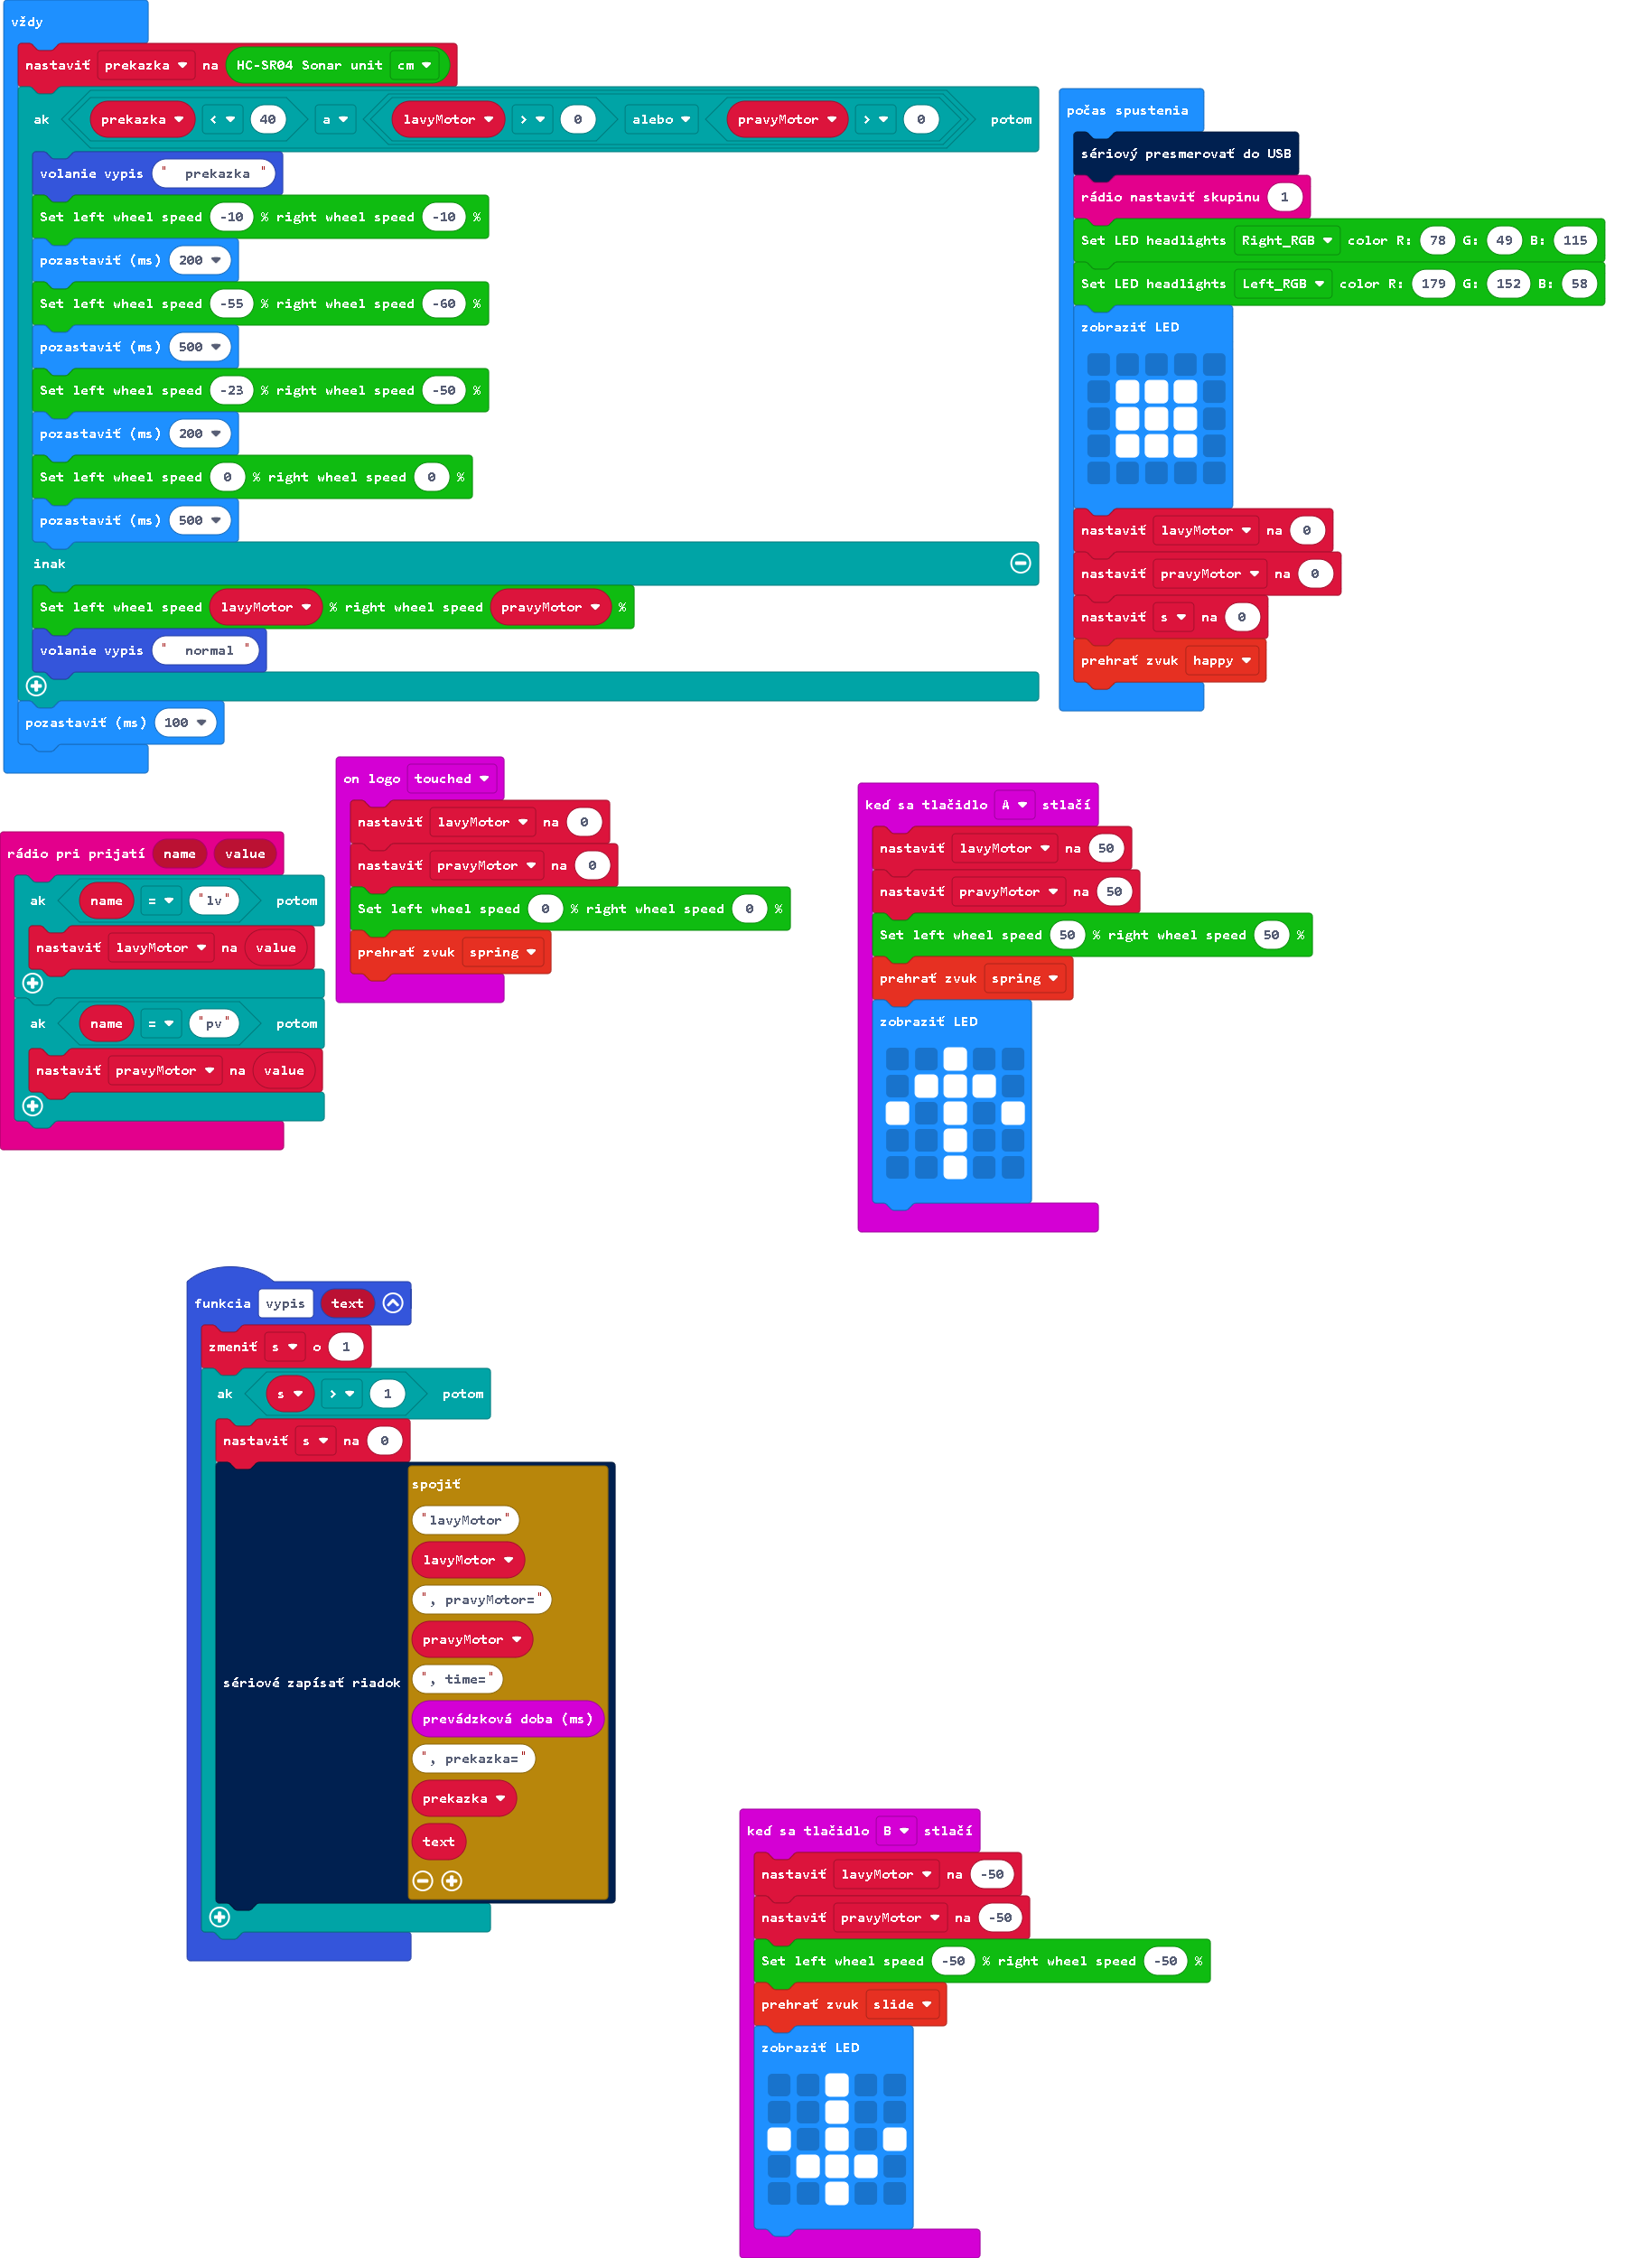 vždy
nastaviť prekazka na HC-SR04 Sonar unit cm
ak prekazka < 40 a lavyMotor > 0 alebo pravyMotor > 0 potom
volanie vypis " prekazka "
Set left wheel speed -10 % right wheel speed -10 %
pozastaviť (ms) 200
Set left wheel speed -55 % right wheel speed -60 %
pozastaviť (ms) 500
Set left wheel speed -23 % right wheel speed -50 %
pozastaviť (ms) 200
Set left wheel speed 0 % right wheel speed 0 %
pozastaviť (ms) 500
inak
Set left wheel speed lavyMotor % right wheel speed pravyMotor %
volanie vypis " normal "
pozastaviť (ms) 100
počas spustenia
sériový presmerovať do USB
rádio nastaviť skupinu 1
Set LED headlights Right_RGB color R: 78 G: 49 B: 115
Set LED headlights Left_RGB color R: 179 G: 152 B: 58
zobraziť LED
nastaviť lavyMotor na 0
nastaviť pravyMotor na 0
nastaviť s na 0
prehrať zvuk happy
rádio pri prijatí name value
ak name = "lv" potom
nastaviť lavyMotor na value
ak name = "pv" potom
nastaviť pravyMotor na value
on logo touched
nastaviť lavyMotor na 0
nastaviť pravyMotor na 0
Set left wheel speed 0 % right wheel speed 0 %
prehrať zvuk spring
keď sa tlačidlo A stlačí
nastaviť lavyMotor na 50
nastaviť pravyMotor na 50
Set left wheel speed 50 % right wheel speed 50 %
prehrať zvuk spring
zobraziť LED
funkcia vypis text
zmeniť s o 1
ak s > 1 potom
nastaviť s na 0
sériové zapísať riadok
spojiť
"lavyMotor"
lavyMotor
", pravyMotor="
pravyMotor
", time="
prevádzková doba (ms)
", prekazka="
prekazka
text
keď sa tlačidlo B stlačí
nastaviť lavyMotor na -50
nastaviť pravyMotor na -50
Set left wheel speed -50 % right wheel speed -50 %
prehrať zvuk slide
zobraziť LED